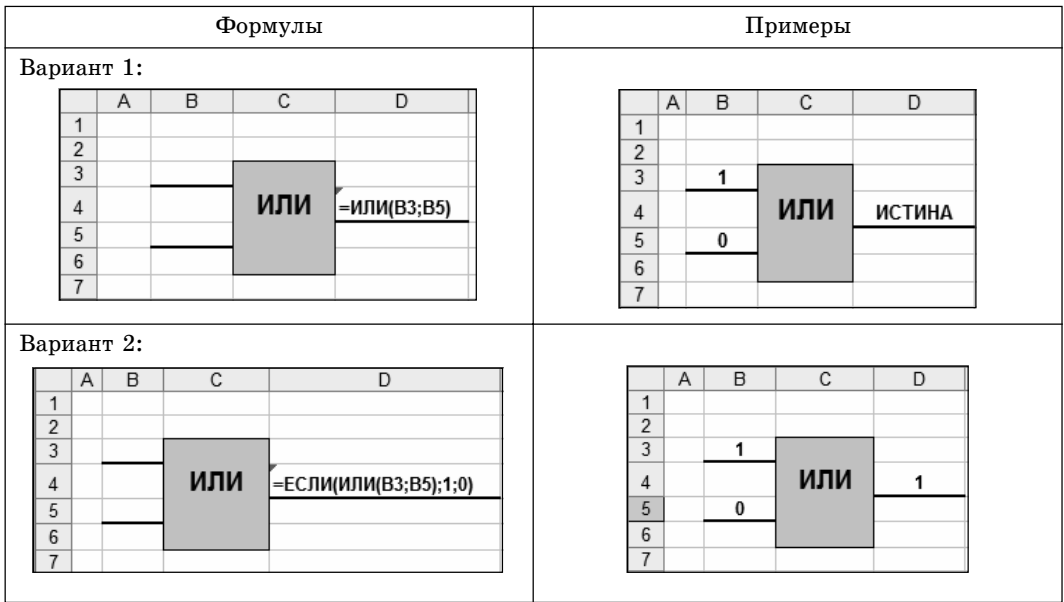 Формулы Примеры
Вариант 1:
A B C D
1
2
3
4 ИЛИ =ИЛИ(B3;B5)
5
6
7
A B C D
1
2
3 1
4 ИЛИ ИСТИНА
5 0
6
7
Вариант 2:
A B C D
1
2
3
4 ИЛИ =ЕСЛИ(ИЛИ(B3;B5);1;0)
5
6
7
A B C D
1
2
3 1
4 ИЛИ 1
5 0
6
7